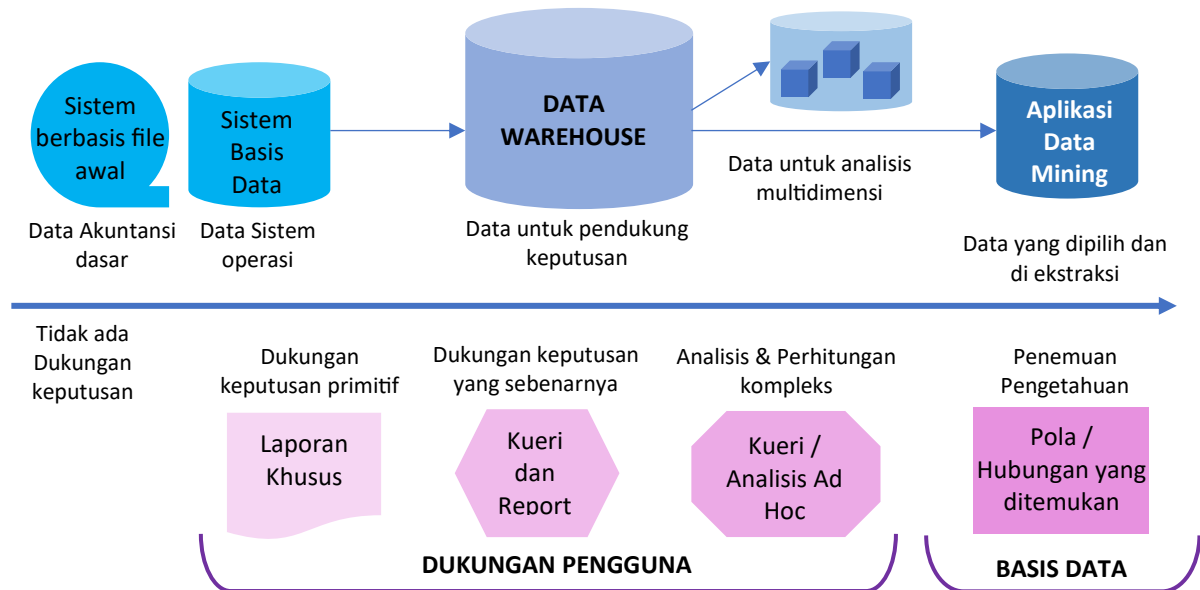 Sistem
berbasis file
awal
Sistem
Basis
Data
DATA
WAREHOUSE
Aplikasi
Data
Mining
Data untuk analisis
multidimensi
Data Akuntansi
dasar
Data Sistem
operasi
Data untuk pendukung
keputusan
Data yang dipilih dan
di ekstraksi
Tidak ada
Dukungan
keputusan
Dukungan
keputusan primitif
Dukungan keputusan
yang sebenarnya
Analisis & Perhitungan
kompleks
Penemuan
Pengetahuan
Laporan
Khusus
Kueri
dan
Report
Kueri /
Analisis Ad
Hoc
Pola /
Hubungan yang
ditemukan
DUKUNGAN PENGGUNA
BASIS DATA